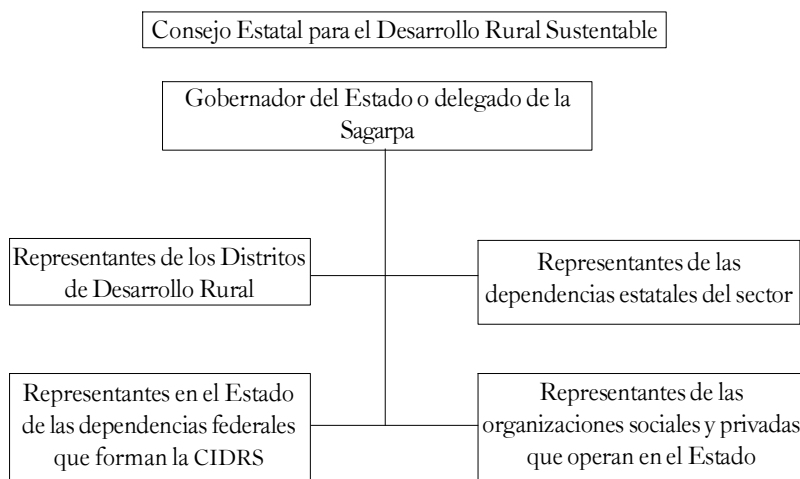 Consejo Estatal para el Desarrollo Rural Sustentable
Gobernador del Estado o delegado de la
Sagarpa
Representantes de los Distritos
de Desarrollo Rural
Representantes de las
dependencias estatales del sector
Representantes en el Estado
de las dependencias federales
que forman la CIDRS
Representantes de las
organizaciones sociales y privadas
que operan en el Estado